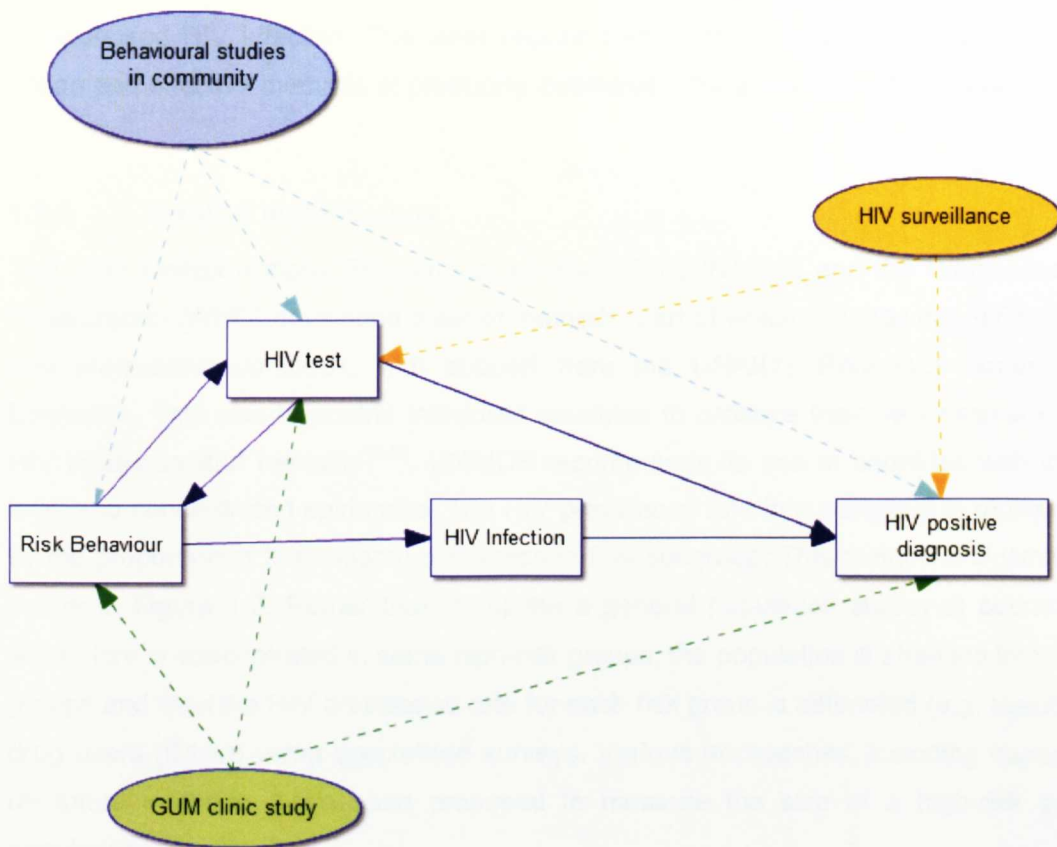 Behavioural studies
in community
HIV surveillance
HIV test
Risk Behaviour
HIV Infection
HIV positive
diagnosis
GUM clinic study